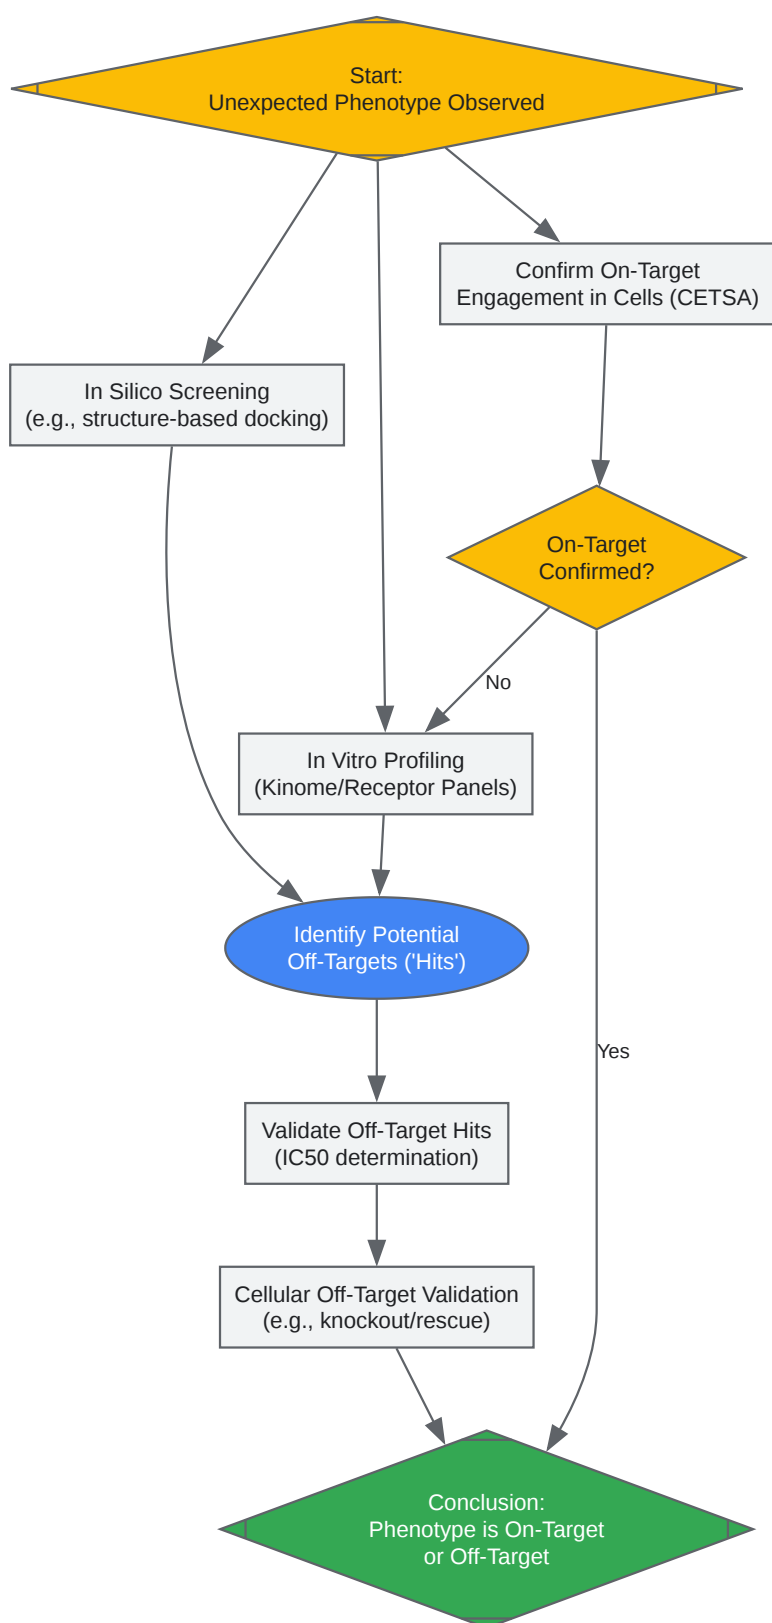 Start:
Unexpected Phenotype Observed
Confirm On-Target
Engagement in Cells (CETSA)
In Silico Screening
(e.g., structure-based docking)
On-Target
Confirmed?
No
In Vitro Profiling
(Kinome/Receptor Panels)
Identify Potential
Off-Targets ('Hits')
Yes
Validate Off-Target Hits
(IC50 determination)
Cellular Off-Target Validation
(e.g., knockout/rescue)
Conclusion:
Phenotype is On-Target
or Off-Target